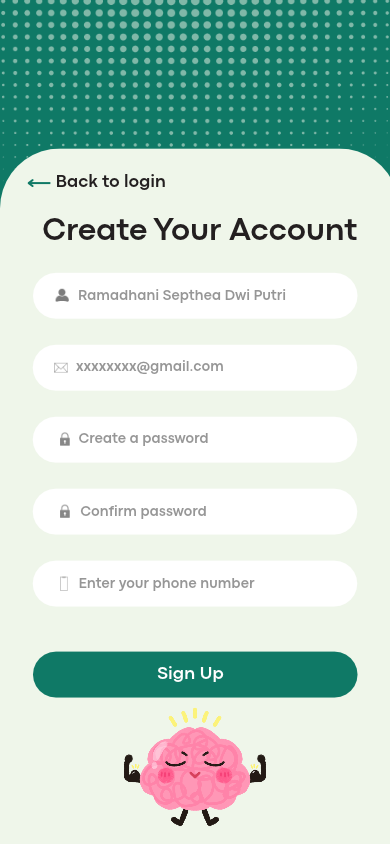 Back to login
Create Your Account
Ramadhani Septhea Dwi Putri
xxxxxxxx@gmail.com
Create a password
Confirm password
Enter your phone number
Sign Up